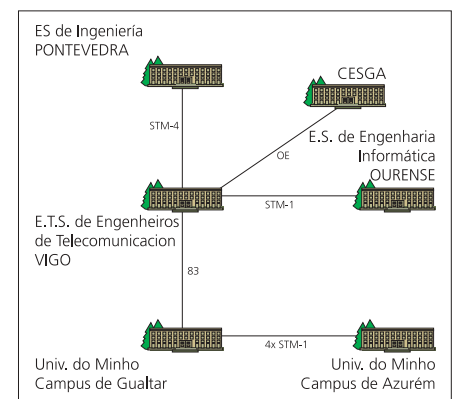 ES de Ingeniería
PONTEVEDRA
CESGA
STM-4
OE
E.S. de Engenharia
Informática
OURENSE
STM-1
E.T.S. de Engenheiros
de Telecomunicacion
VIGO
83
4x STM-1
Univ. do Minho
Campus de Gualtar
Univ. do Minho
Campus de Azurém